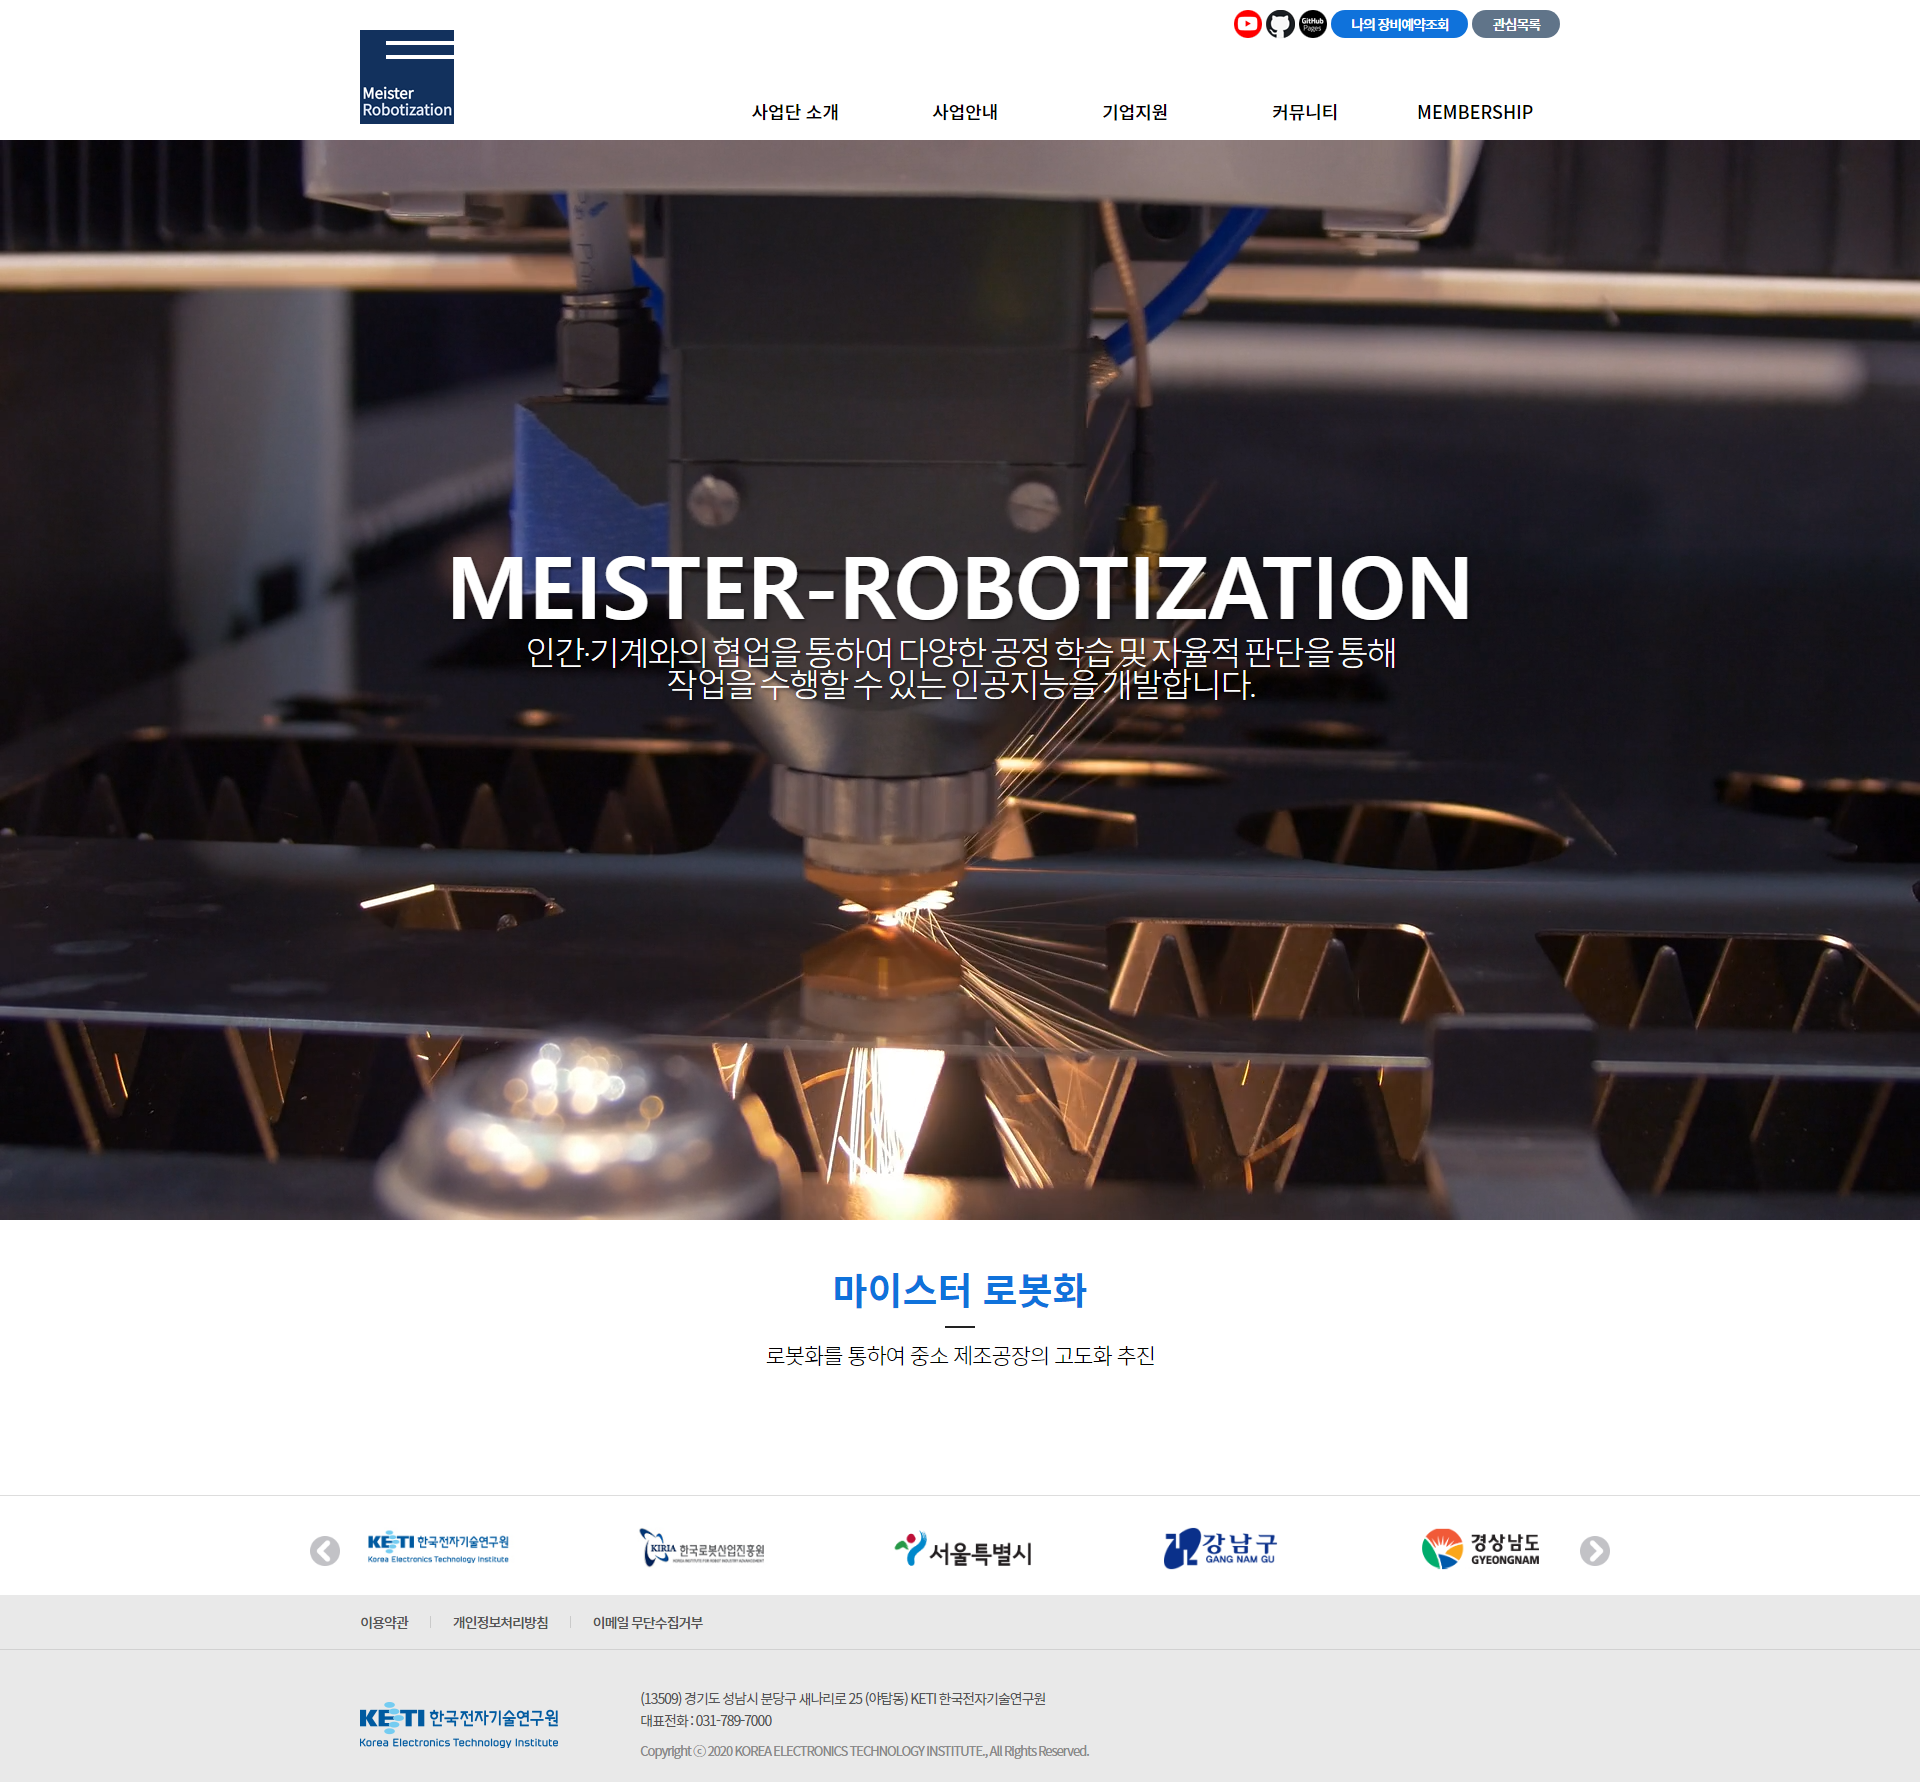 GitHub
Pages
나의 장비예약조회
관심목록
Meister
Robotization
사업단 소개
사업안내
기업지원
커뮤니티
MEMBERSHIP
MEISTER-ROBOTIZATION
인간·기계와의 협업을 통하여 다양한 공정 학습 및 자율적 판단을 통해
작업을 수행할 수 있는 인공지능을 개발합니다.
마이스터 로봇화
로봇화를 통하여 중소 제조공장의 고도화 추진
KETI 한국전자기술연구원
Korea Electronics Technology Institute
KIRIA 한국로봇산업진흥원
KOREA INSTITUTE FOR ROBOT INDUSTRY ADVANCEMENT
서울특별시
강남구
GANG NAM GU
경상남도
GYEONGNAM
이용약관
개인정보처리방침
이메일 무단수집거부
KETI 한국전자기술연구원
Korea Electronics Technology Institute
(13509) 경기도 성남시 분당구 새나리로 25 (야탑동) KETI 한국전자기술연구원
대표전화 : 031-789-7000
Copyright ⓒ 2020 KOREA ELECTRONICS TECHNOLOGY INSTITUTE., All Rights Reserved.